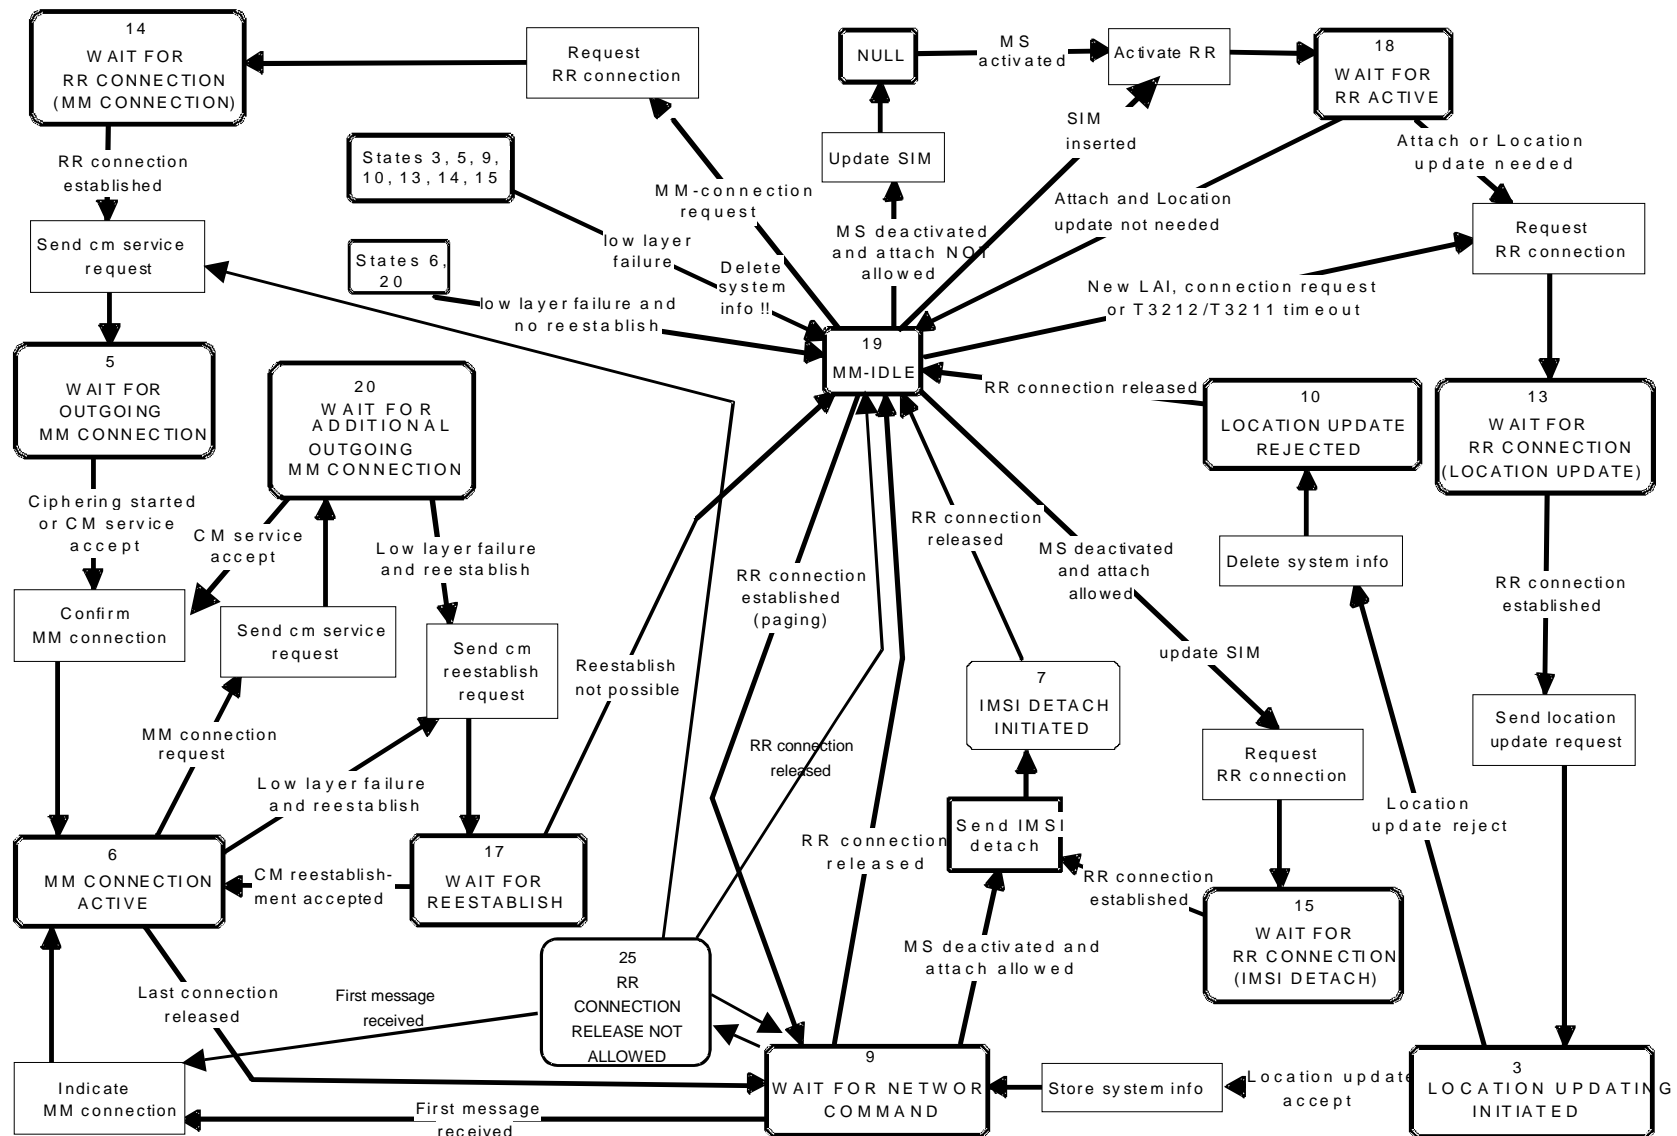 14
WAIT FOR
RR CONNECTION
(MM CONNECTION)
Request
RR connection
NULL
MS
activated
Activate RR
18
WAIT FOR
RR ACTIVE
RR connection
established
States 3, 5, 9,
10, 13, 14, 15
MM-connection
request
Update SIM
SIM
inserted
Attach or Location
update needed
Send cm service
request
States 6,
20
low layer
failure
Delete
system
info !!
MS deactivated
and attach NOT
allowed
Attach and Location
update not needed
Request
RR connection
low layer failure and
no reestablish
New LAI, connection request
or T3212/T3211 timeout
19
MM-IDLE
5
WAIT FOR
OUTGOING
MM CONNECTION
20
WAIT FOR
ADDITIONAL
OUTGOING
MM CONNECTION
RR connection released
10
LOCATION UPDATE
REJECTED
13
WAIT FOR
RR CONNECTION
(LOCATION UPDATE)
Ciphering started
or CM service
accept
CM service
accept
Low layer failure
and reestablish
RR connection
released
MS deactivated
and attach
allowed
Delete system info
RR connection
established
(paging)
RR connection
established
Confirm
MM connection
Send cm service
request
Send cm
reestablish
request
Reestablish
not possible
update SIM
7
IMSI DETACH
INITIATED
MM connection
request
Low layer failure
and reestablish
RR connection
released
Request
RR connection
Send location
update request
Send IMSI
detach
Location
update reject
RR connection
released
6
MM CONNECTION
ACTIVE
CM reestablish-
ment accepted
17
WAIT FOR
REESTABLISH
RR connection
established
15
WAIT FOR
RR CONNECTION
(IMSI DETACH)
MS deactivated and
attach allowed
25
RR
CONNECTION
RELEASE NOT
ALLOWED
Last connection
released
First message
received
Indicate
MM connection
First message
received
9
WAIT FOR NETWOR
COMMAND
Store system info
Location update
accept
3
LOCATION UPDATING
INITIATED